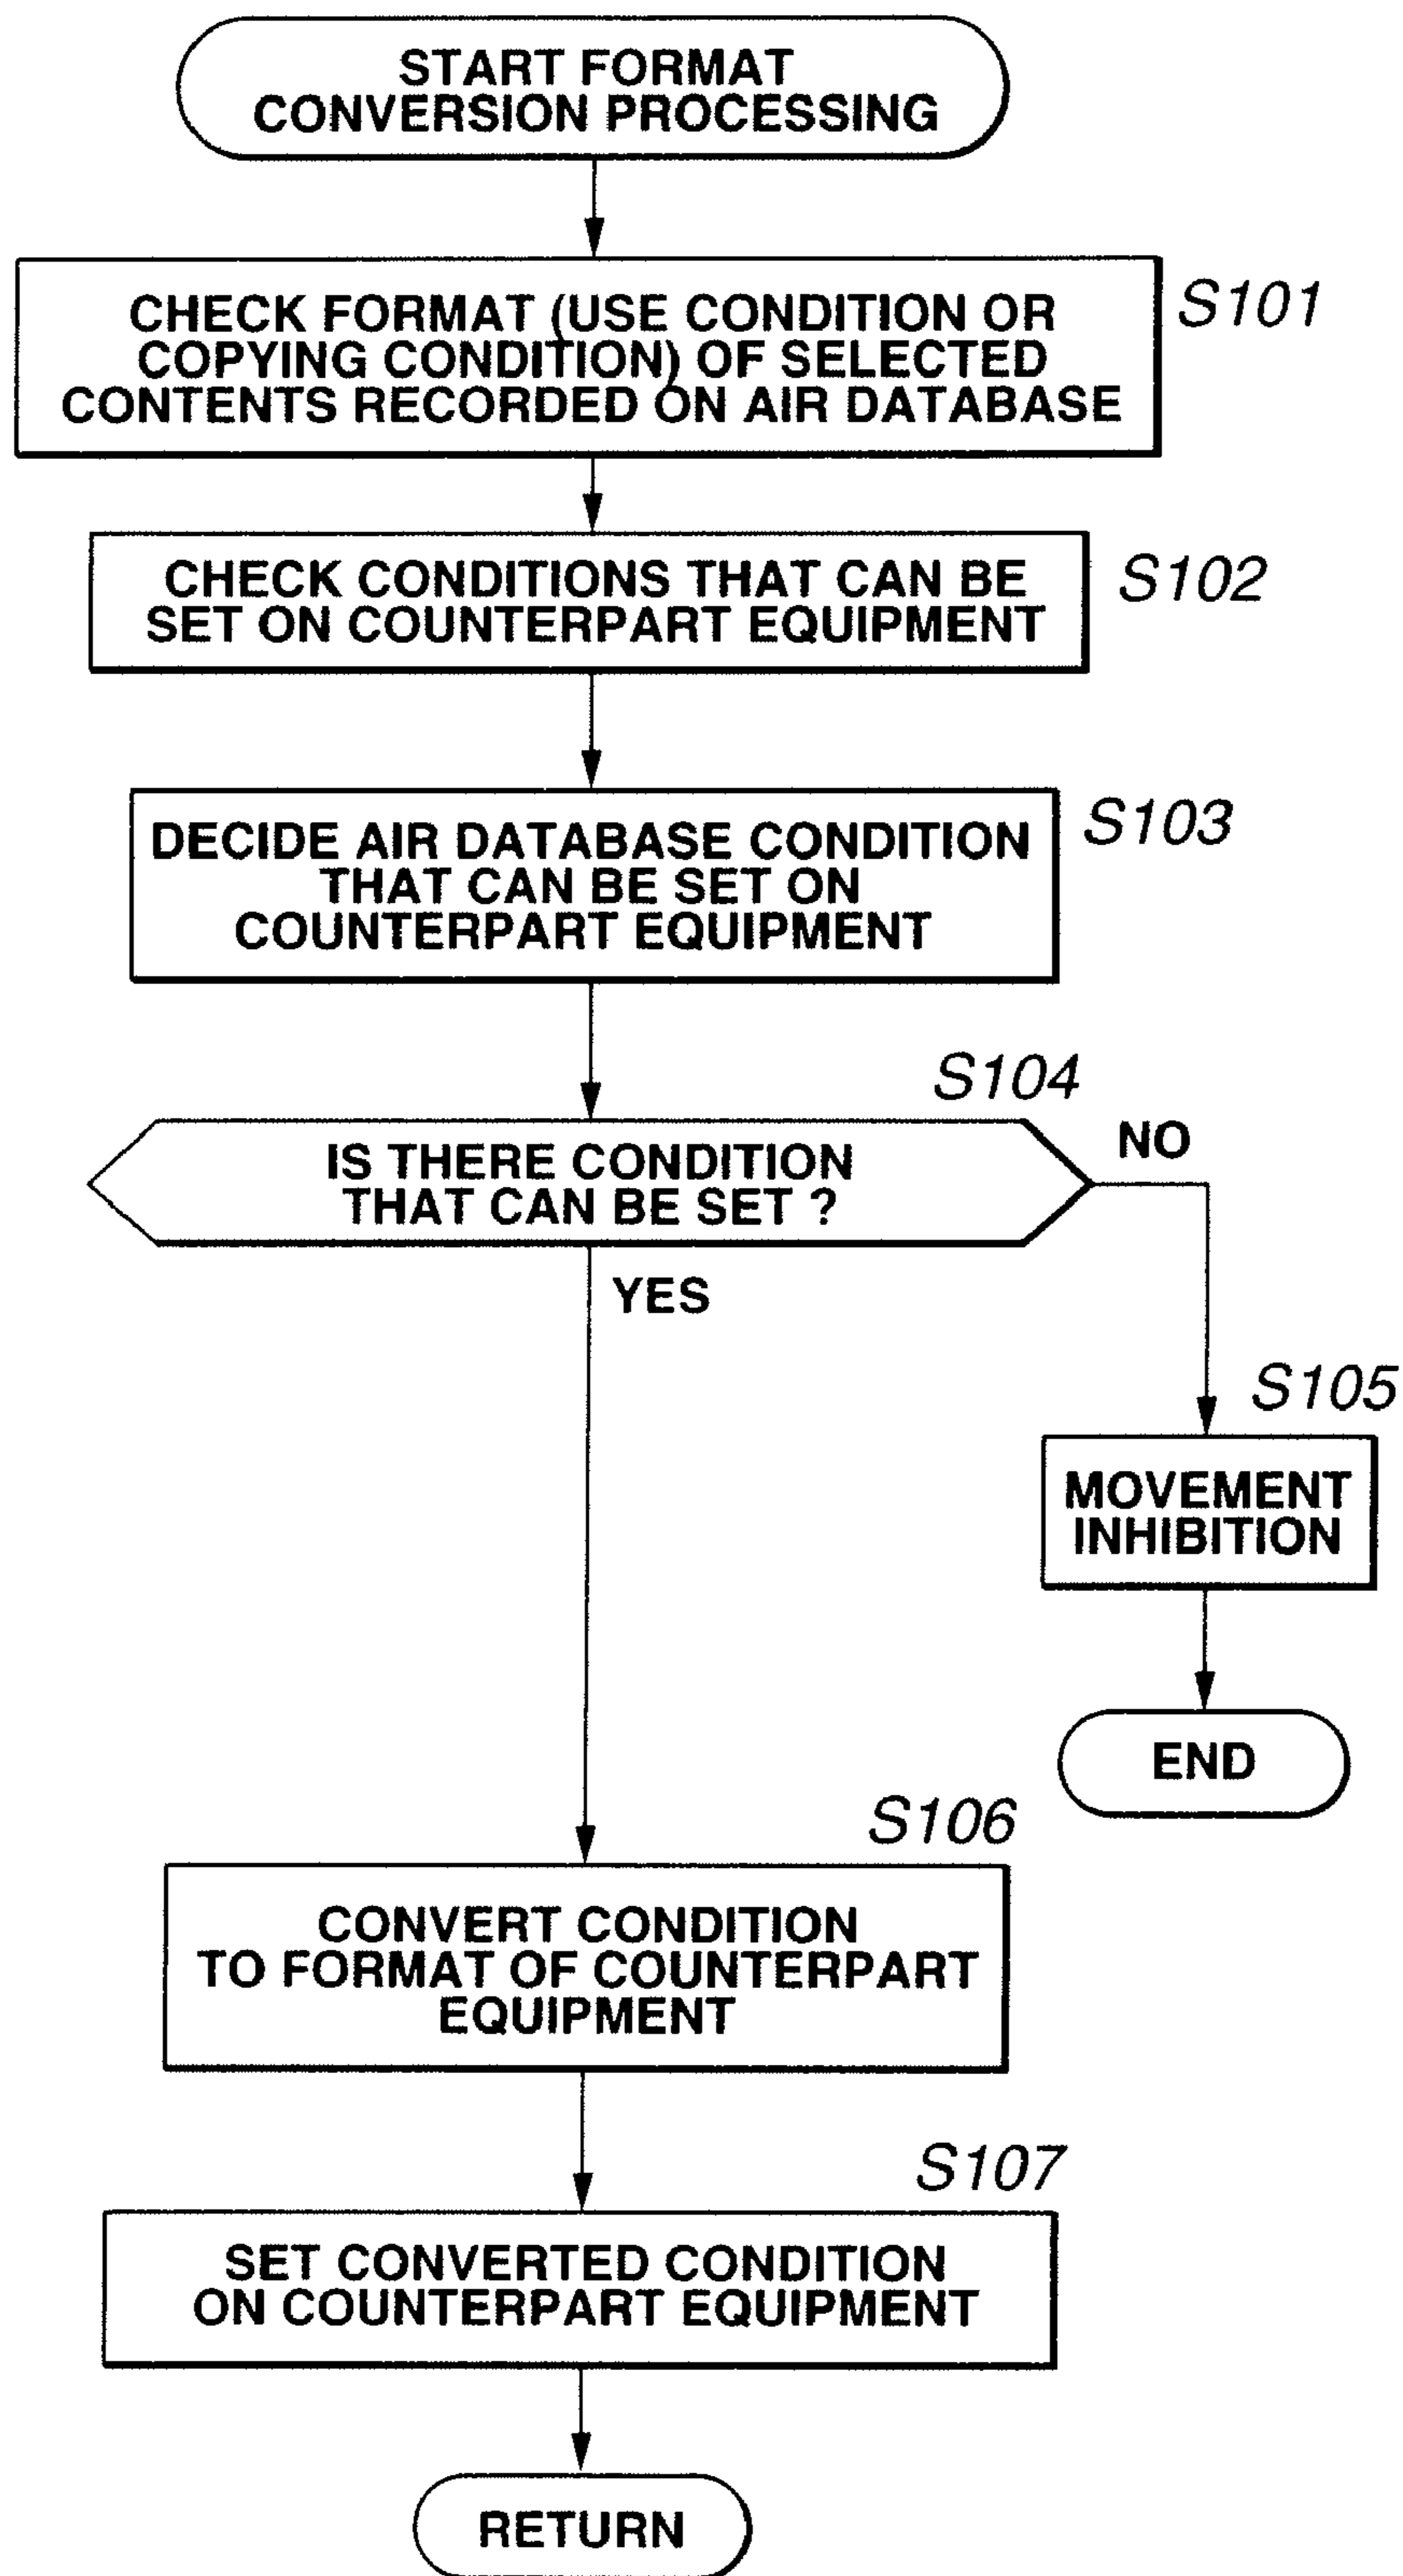 START FORMAT
CONVERSION PROCESSING
CHECK FORMAT (USE CONDITION OR
COPYING CONDITION) OF SELECTED
CONTENTS RECORDED ON AIR DATABASE
S101
CHECK CONDITIONS THAT CAN BE
SET ON COUNTERPART EQUIPMENT
S102
DECIDE AIR DATABASE CONDITION
THAT CAN BE SET ON
COUNTERPART EQUIPMENT
S103
S104
IS THERE CONDITION
THAT CAN BE SET ?
NO
YES
S105
MOVEMENT
INHIBITION
END
S106
CONVERT CONDITION
TO FORMAT OF COUNTERPART
EQUIPMENT
S107
SET CONVERTED CONDITION
ON COUNTERPART EQUIPMENT
RETURN